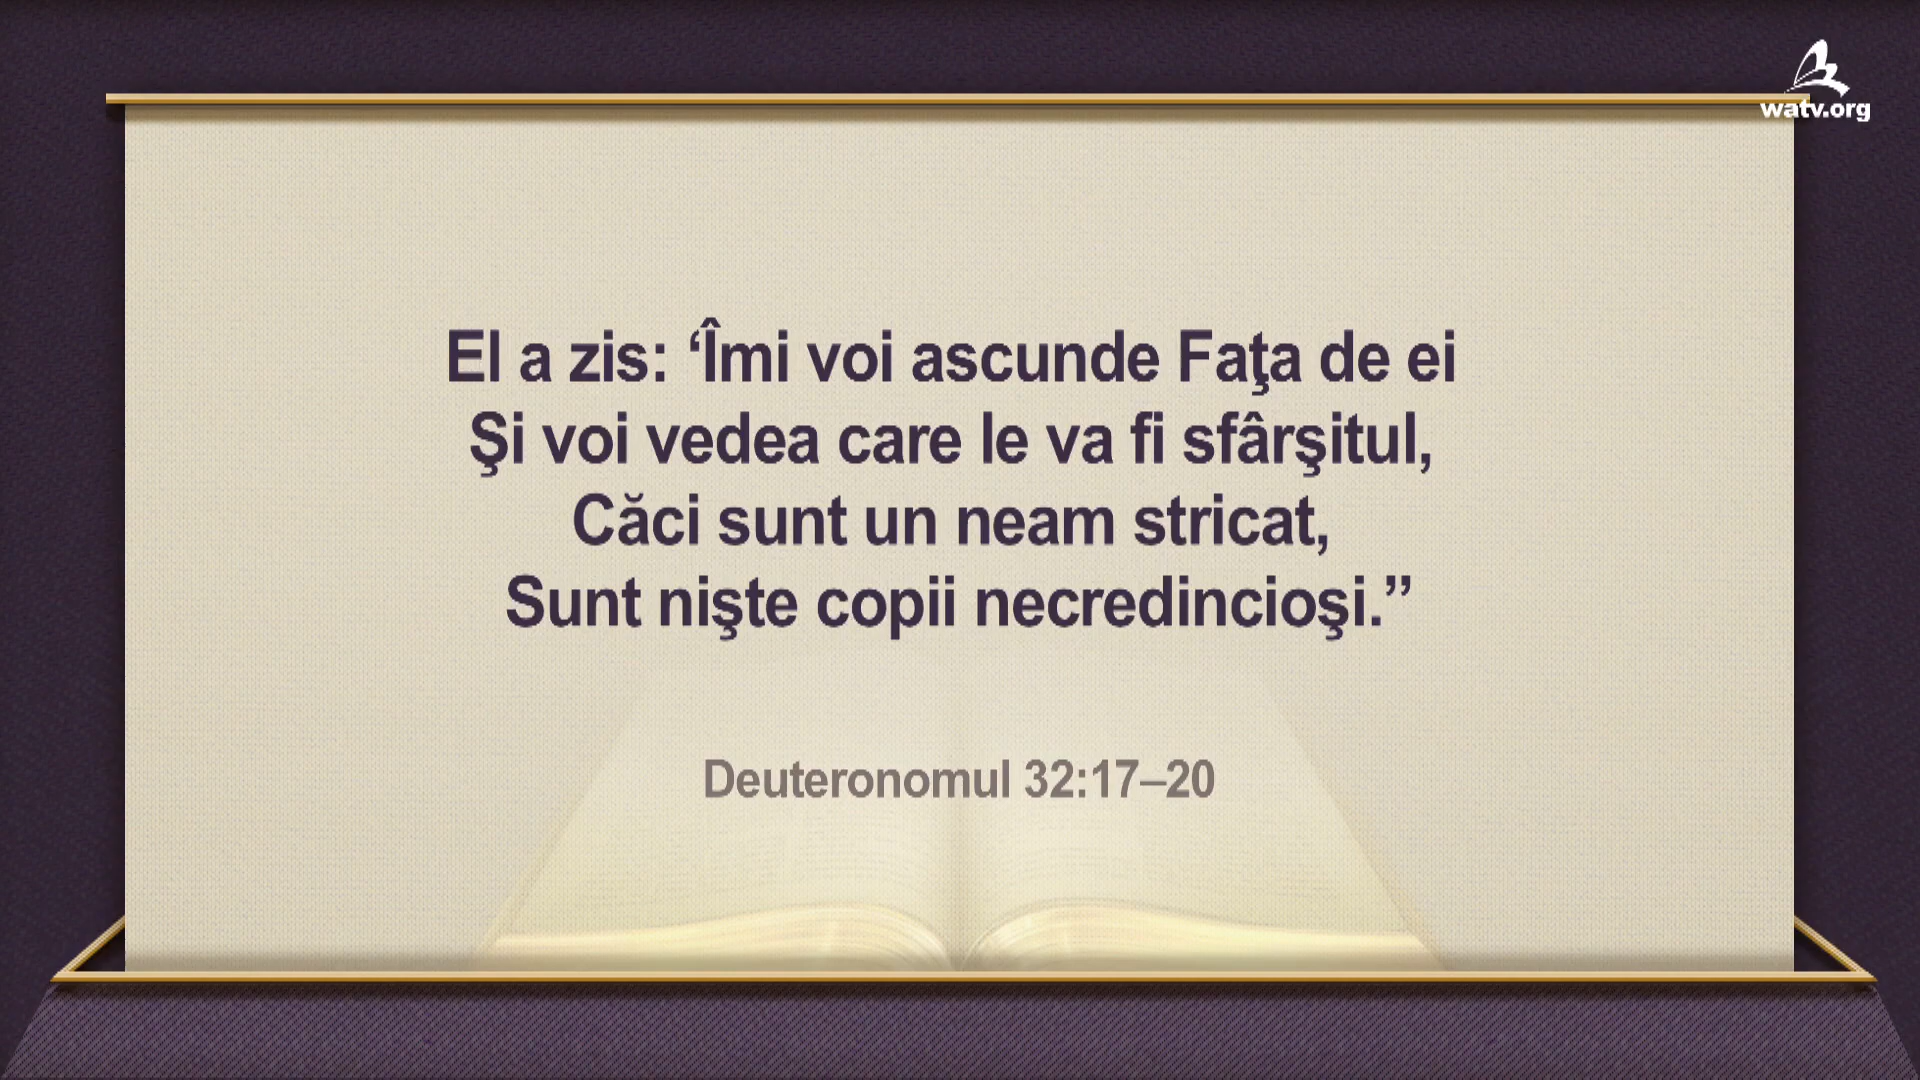 watv.org
El a zis: ‘Îmi voi ascunde Faţa de ei
Şi voi vedea care le va fi sfârşitul,
Căci sunt un neam stricat,
Sunt nişte copii necredincioşi.”
Deuteronomul 32:17–20